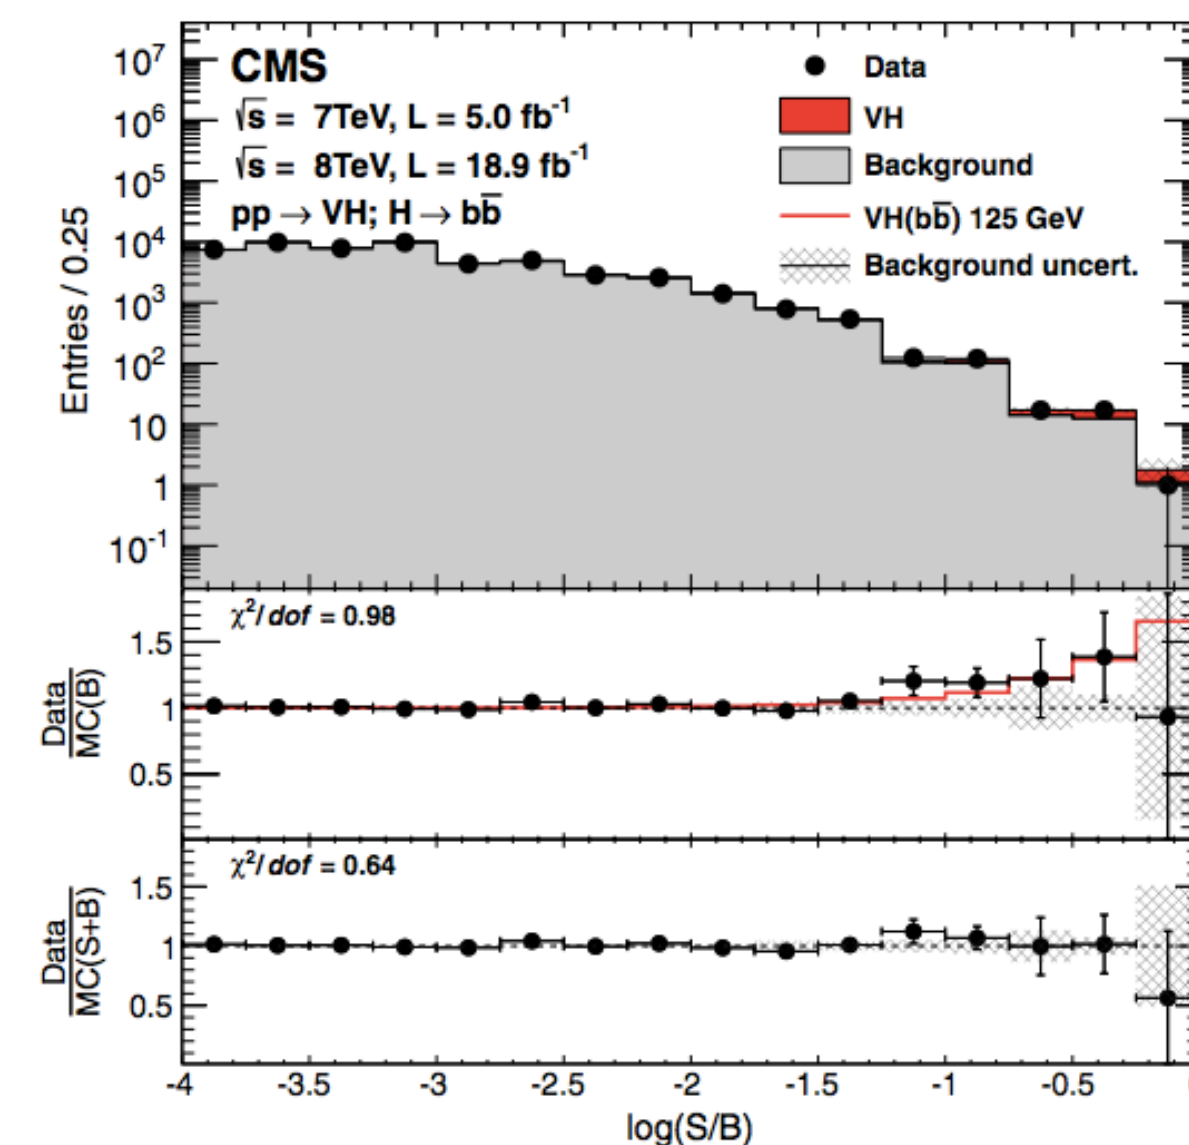 CMS
√s = 7TeV, L = 5.0 fb⁻¹
√s = 8TeV, L = 18.9 fb⁻¹
pp → VH; H → bb̅
Data
VH
Background
VH(bb̅) 125 GeV
Background uncert.
Entries / 0.25
10⁷
10⁶
10⁵
10⁴
10³
10²
10
1
10⁻¹
χ²/dof = 0.98
Data
MC(B)
1.5
1
0.5
χ²/dof = 0.64
Data
MC(S+B)
1.5
1
0.5
-4 -3.5 -3 -2.5 -2 -1.5 -1 -0.5
log(S/B)